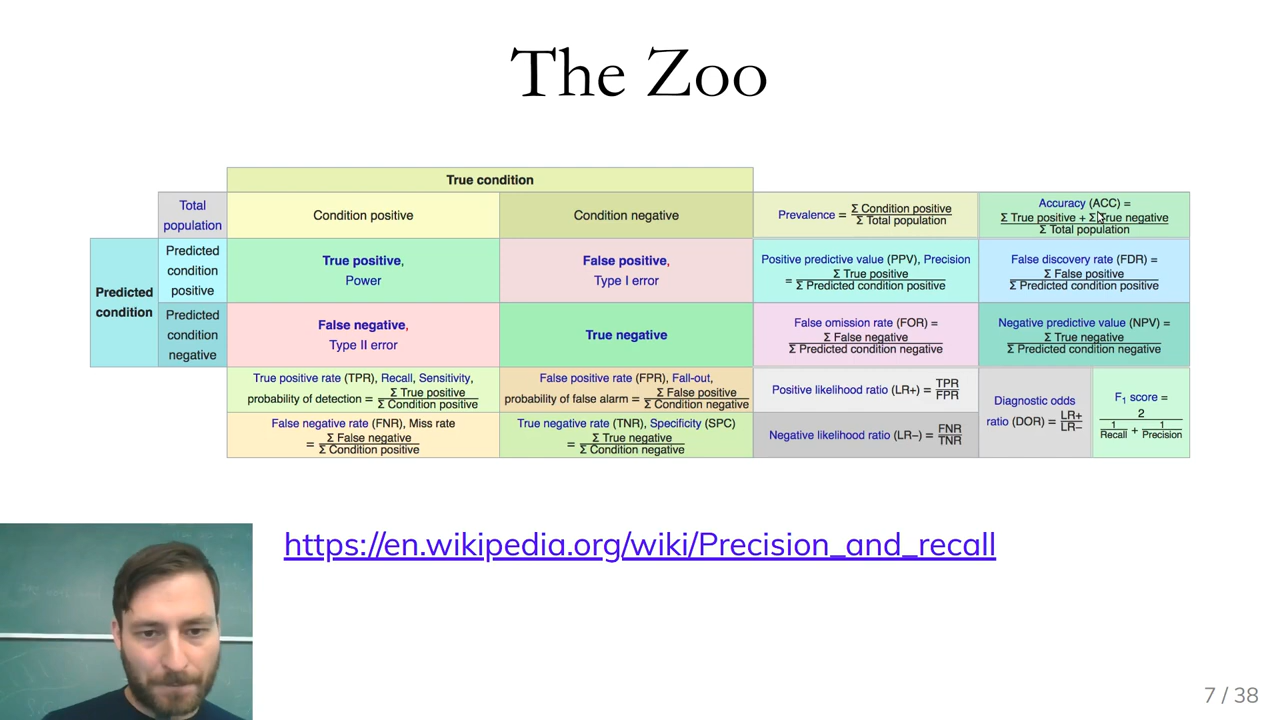 The Zoo
True condition
Total
population
Condition positive
Condition negative
Prevalence = Σ Condition positive / Σ Total population
Accuracy (ACC) =
Σ True positive + Σ True negative / Σ Total population
Predicted
condition
Predicted
condition
positive
True positive,
Power
False positive,
Type I error
Positive predictive value (PPV), Precision
= Σ True positive / Σ Predicted condition positive
False discovery rate (FDR) =
Σ False positive / Σ Predicted condition positive
Predicted
condition
negative
False negative,
Type II error
True negative
False omission rate (FOR) =
Σ False negative / Σ Predicted condition negative
Negative predictive value (NPV) =
Σ True negative / Σ Predicted condition negative
True positive rate (TPR), Recall, Sensitivity,
probability of detection = Σ True positive / Σ Condition positive
False positive rate (FPR), Fall-out,
probability of false alarm = Σ False positive / Σ Condition negative
Positive likelihood ratio (LR+) = TPR / FPR
Diagnostic odds
ratio (DOR) = LR+ / LR−
F1 score =
2 / 1 / Recall + 1 / Precision
False negative rate (FNR), Miss rate
= Σ False negative / Σ Condition positive
True negative rate (TNR), Specificity (SPC)
= Σ True negative / Σ Condition negative
Negative likelihood ratio (LR−) = FNR / TNR
https://en.wikipedia.org/wiki/Precision_and_recall
7 / 38